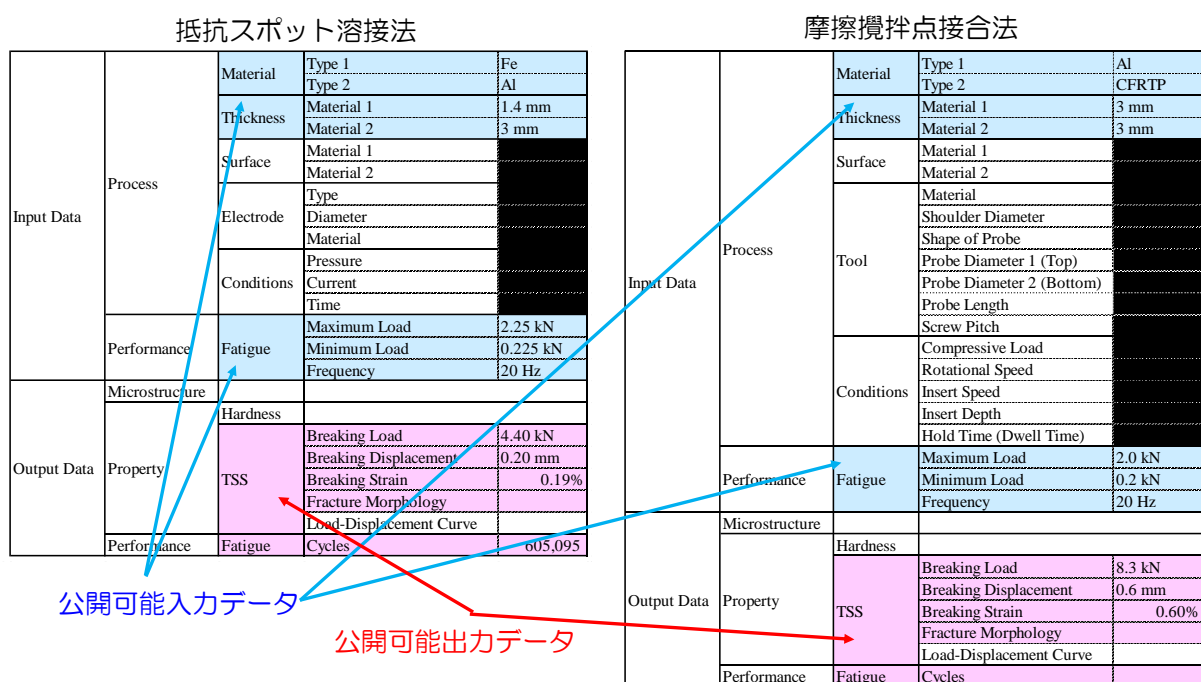 抵抗スポット溶接法
Input Data Process Material Type 1 Fe
Type 2 Al
Thickness Material 1 1.4 mm
Material 2 3 mm
Surface Material 1
Material 2
Electrode Type
Diameter
Material
Conditions Pressure
Current
Time
Performance Fatigue Maximum Load 2.25 kN
Minimum Load 0.225 kN
Frequency 20 Hz
Output Data Microstructure
Property Hardness
TSS Breaking Load 4.40 kN
Breaking Displacement 0.20 mm
Breaking Strain 0.19%
Fracture Morphology
Load-Displacement Curve
Performance Fatigue Cycles 605,095
摩擦攪拌点接合法
Input Data Process Material Type 1 Al
Type 2 CFRTP
Thickness Material 1 3 mm
Material 2 3 mm
Surface Material 1
Material 2
Tool Material
Shoulder Diameter
Shape of Probe
Probe Diameter 1 (Top)
Probe Diameter 2 (Bottom)
Probe Length
Screw Pitch
Conditions Compressive Load
Rotational Speed
Insert Speed
Insert Depth
Hold Time (Dwell Time)
Performance Fatigue Maximum Load 2.0 kN
Minimum Load 0.2 kN
Frequency 20 Hz
Output Data Microstructure
Property Hardness
TSS Breaking Load 8.3 kN
Breaking Displacement 0.6 mm
Breaking Strain 0.60%
Fracture Morphology
Load-Displacement Curve
Performance Fatigue Cycles
公開可能入力データ
公開可能出力データ